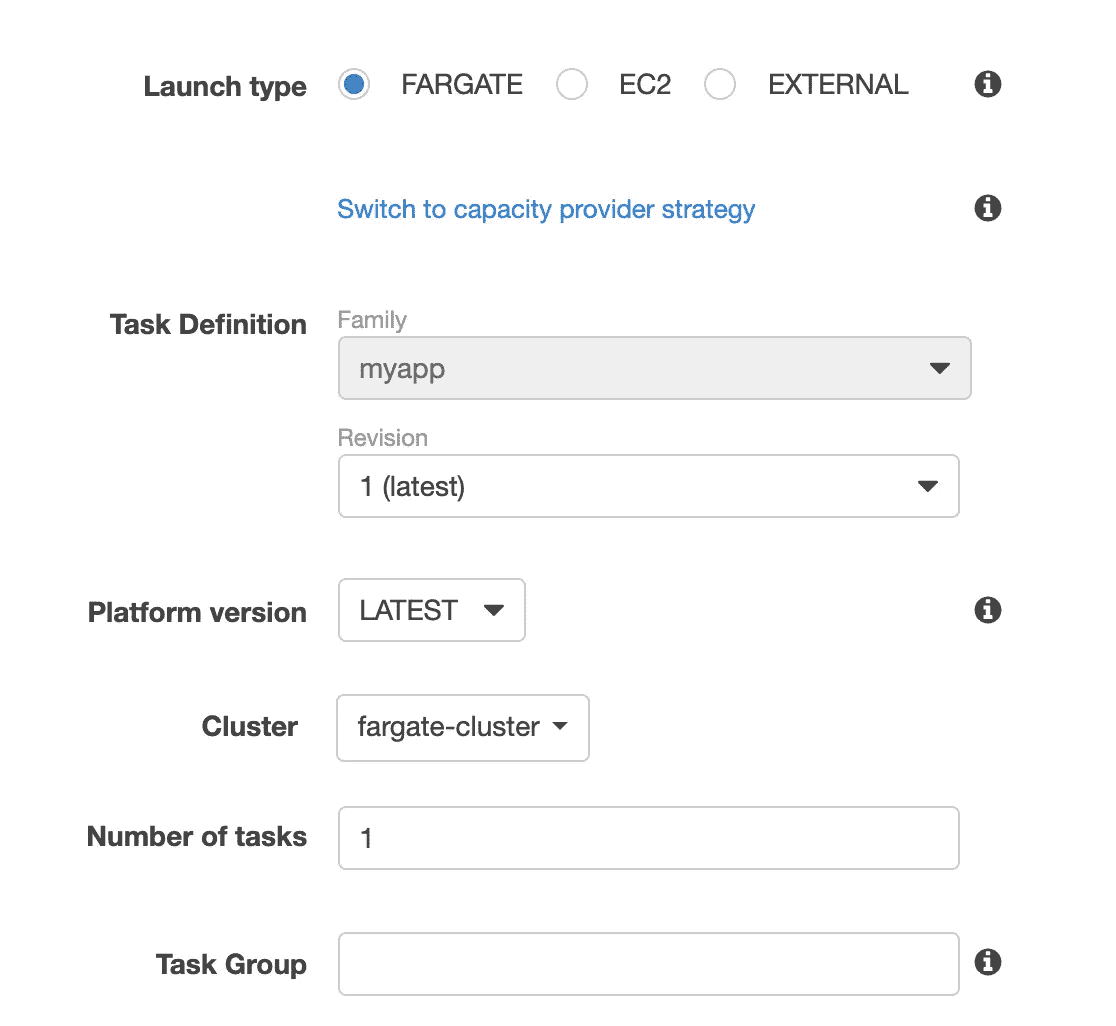 Launch type FARGATE EC2 EXTERNAL
Switch to capacity provider strategy
Task Definition Family
myapp
Revision
1 (latest)
Platform version LATEST
Cluster fargate-cluster
Number of tasks 1
Task Group